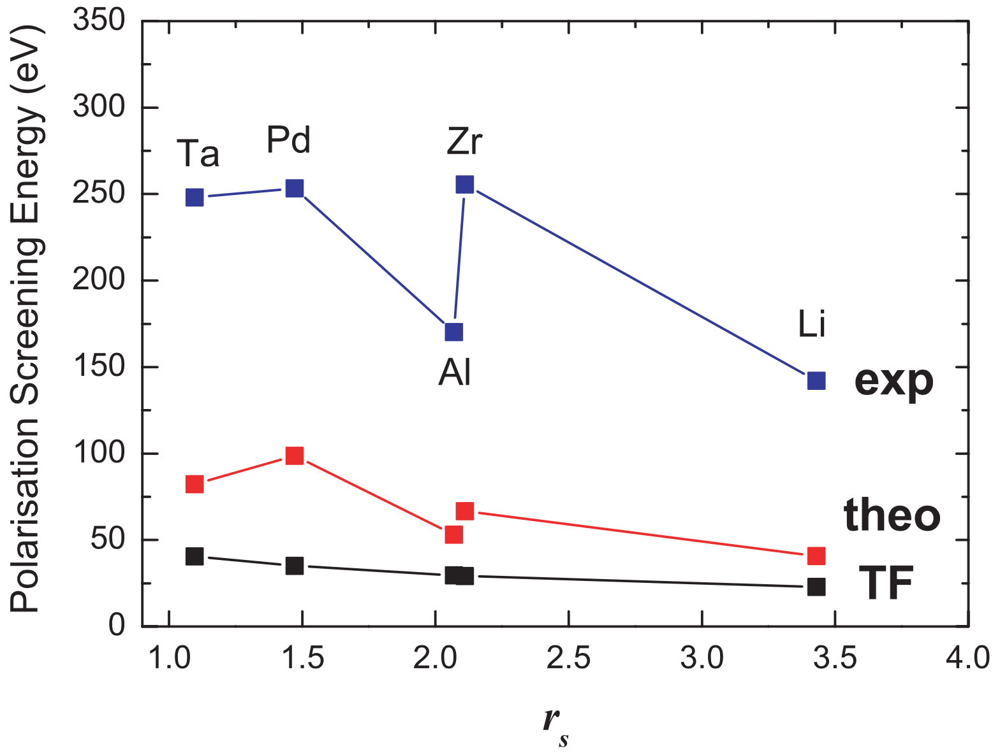 Polarisation Screening Energy (eV)
350
300
250
200
150
100
50
0
Ta
Pd
Zr
Al
Li
exp
theo
TF
1.0 1.5 2.0 2.5 3.0 3.5 4.0
rs